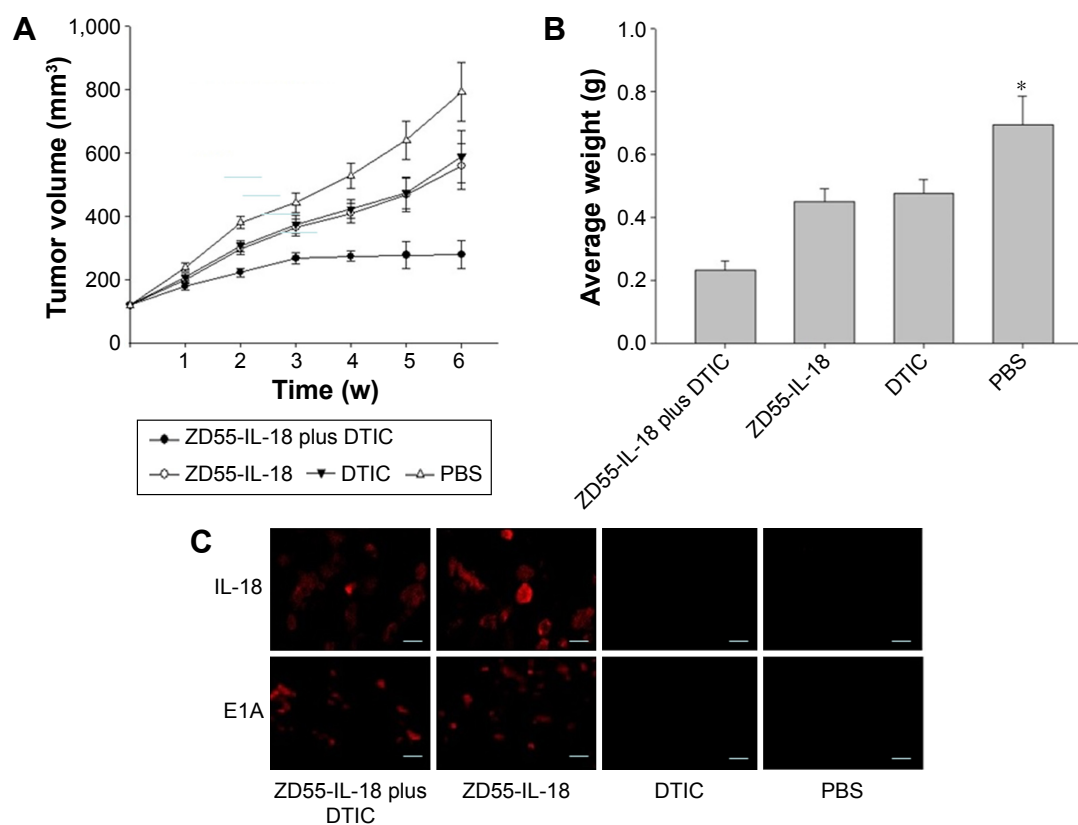 A
Tumor volume (mm³)
1,000
800
600
400
200
0
1 2 3 4 5 6
Time (w)
ZD55-IL-18 plus DTIC
ZD55-IL-18 DTIC PBS
B
Average weight (g)
1.0
0.8
0.6
0.4
0.2
0.0
*
ZD55-IL-18 plus DTIC
ZD55-IL-18
DTIC
PBS
C
IL-18
E1A
ZD55-IL-18 plus
DTIC
ZD55-IL-18
DTIC
PBS